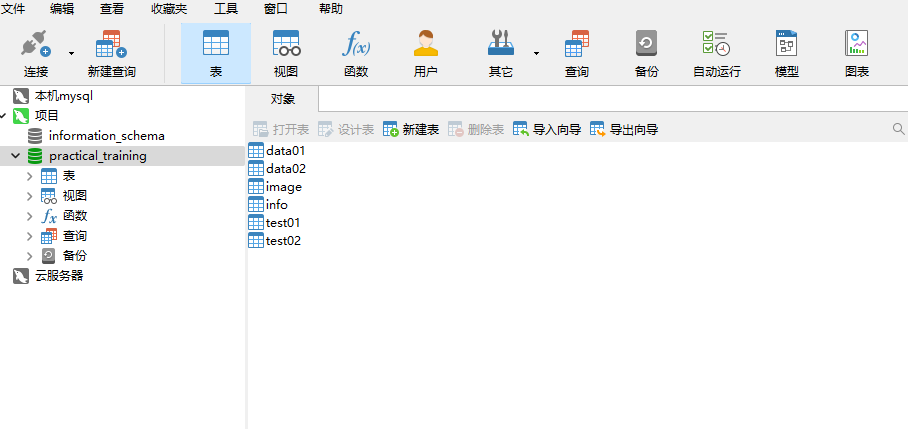 文件 编辑 查看 收藏夹 工具 窗口 帮助
连接 新建查询 表 视图 f(x) 函数 用户 其它 查询 备份 自动运行 模型 图表
本机mysql
项目
information_schema
practical_training
表
视图
fx 函数
查询
备份
云服务器
对象
打开表 设计表 新建表 删除表 导入向导 导出向导
data01
data02
image
info
test01
test02